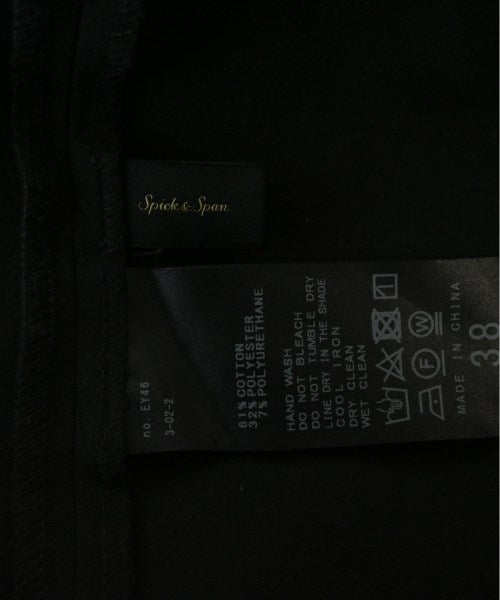 Spick & Span
no. EY46
3-02-2
61% COTTON
32% POLYESTER
7% POLYURETHANE
HAND WASH
DO NOT BLEACH
DO NOT TUMBLE DRY
LINE DRY IN THE SHADE
COOL IRON
DRY CLEAN
WET CLEAN
F W
MADE IN CHINA
38